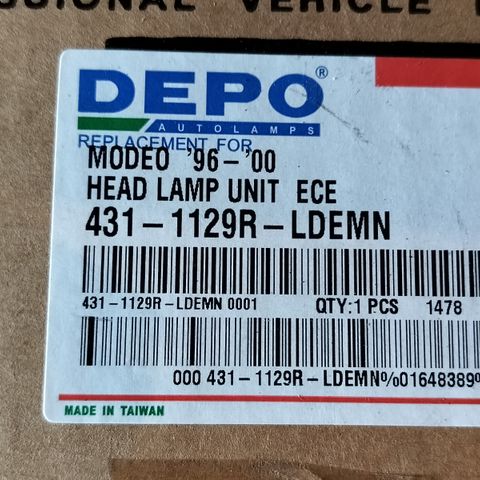 VEHICLE
DEPO®
AUTOLAMPS
REPLACEMENT FOR
MODEO '96-'00
HEAD LAMP UNIT ECE
431-1129R-LDEMN
431-1129R-LDEMN 0001 QTY:1 PCS 1478
000 431-1129R-LDEMN%01648389
MADE IN TAIWAN